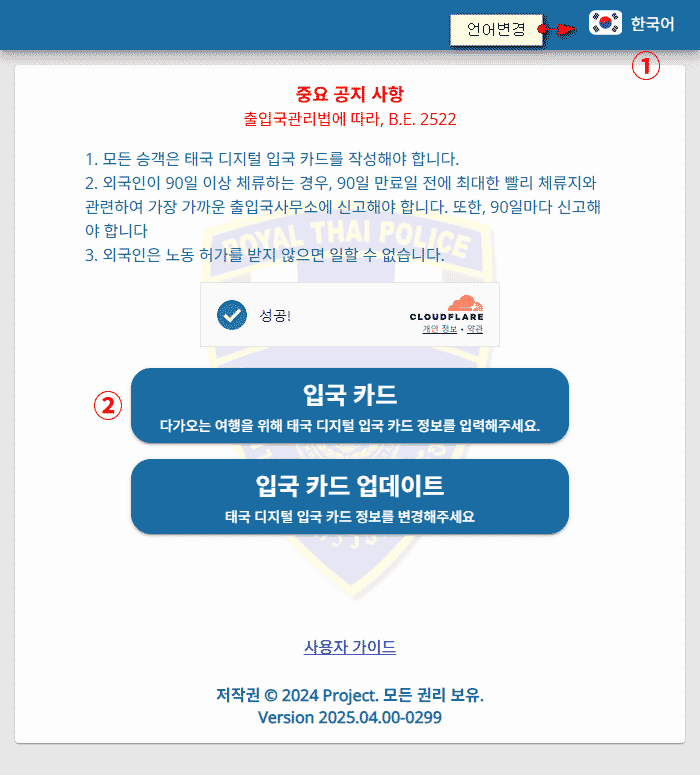 언어변경
한국어
①
중요 공지 사항
출입국관리법에 따라, B.E. 2522
1. 모든 승객은 태국 디지털 입국 카드를 작성해야 합니다.
2. 외국인이 90일 이상 체류하는 경우, 90일 만료일 전에 최대한 빨리 체류지와
관련하여 가장 가까운 출입국사무소에 신고해야 합니다. 또한, 90일마다 신고해
야 합니다
ROYAL THAI POLICE
3. 외국인은 노동 허가를 받지 않으면 일할 수 없습니다.
성공!
CLOUDFLARE
개인 정보 • 약관
②
입국 카드
다가오는 여행을 위해 태국 디지털 입국 카드 정보를 입력해주세요.
입국 카드 업데이트
태국 디지털 입국 카드 정보를 변경해주세요
사용자 가이드
저작권 © 2024 Project. 모든 권리 보유.
Version 2025.04.00-0299